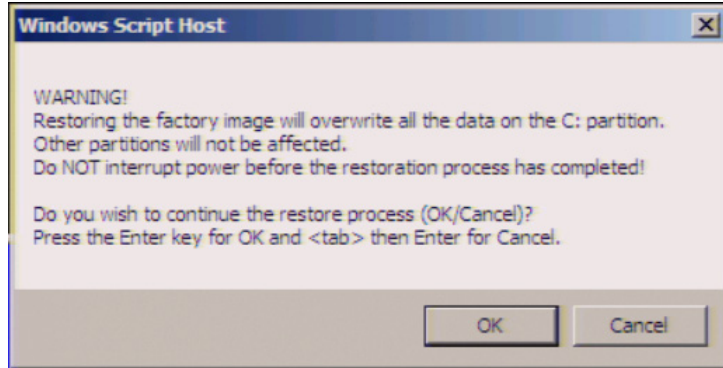 Windows Script Host
WARNING!
Restoring the factory image will overwrite all the data on the C: partition.
Other partitions will not be affected.
Do NOT interrupt power before the restoration process has completed!
Do you wish to continue the restore process (OK/Cancel)?
Press the Enter key for OK and <tab> then Enter for Cancel.
OK
Cancel